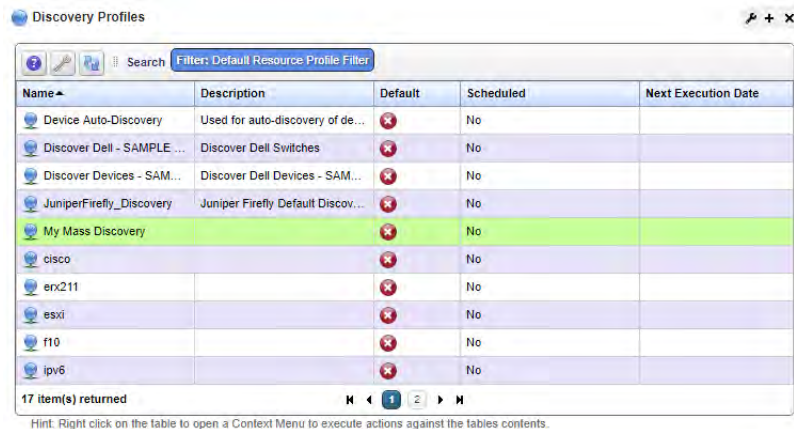 Discovery Profiles
Search Filter: Default Resource Profile Filter
Name Description Default Scheduled Next Execution Date
Device Auto-Discovery Used for auto-discovery of de... No
Discover Dell - SAMPLE ... Discover Dell Switches No
Discover Devices - SAM... Discover Dell Devices - SAM... No
JuniperFirefly_Discovery Juniper Firefly Default Discov... No
My Mass Discovery No
cisco No
erx211 No
esxi No
f10 No
ipv6 No
17 item(s) returned 1 2
Hint: Right click on the table to open a Context Menu to execute actions against the tables contents.